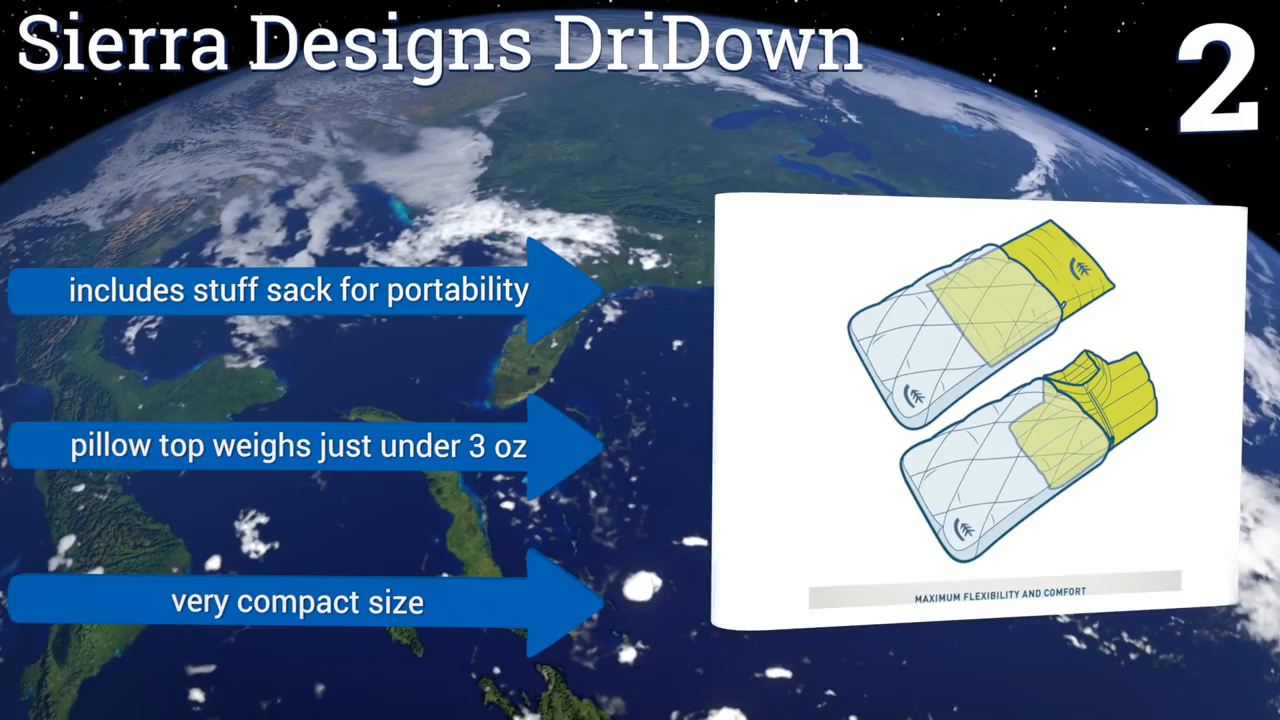 Sierra Designs DriDown
2
includes stuff sack for portability
pillow top weighs just under 3 oz
very compact size
MAXIMUM FLEXIBILITY AND COMFORT